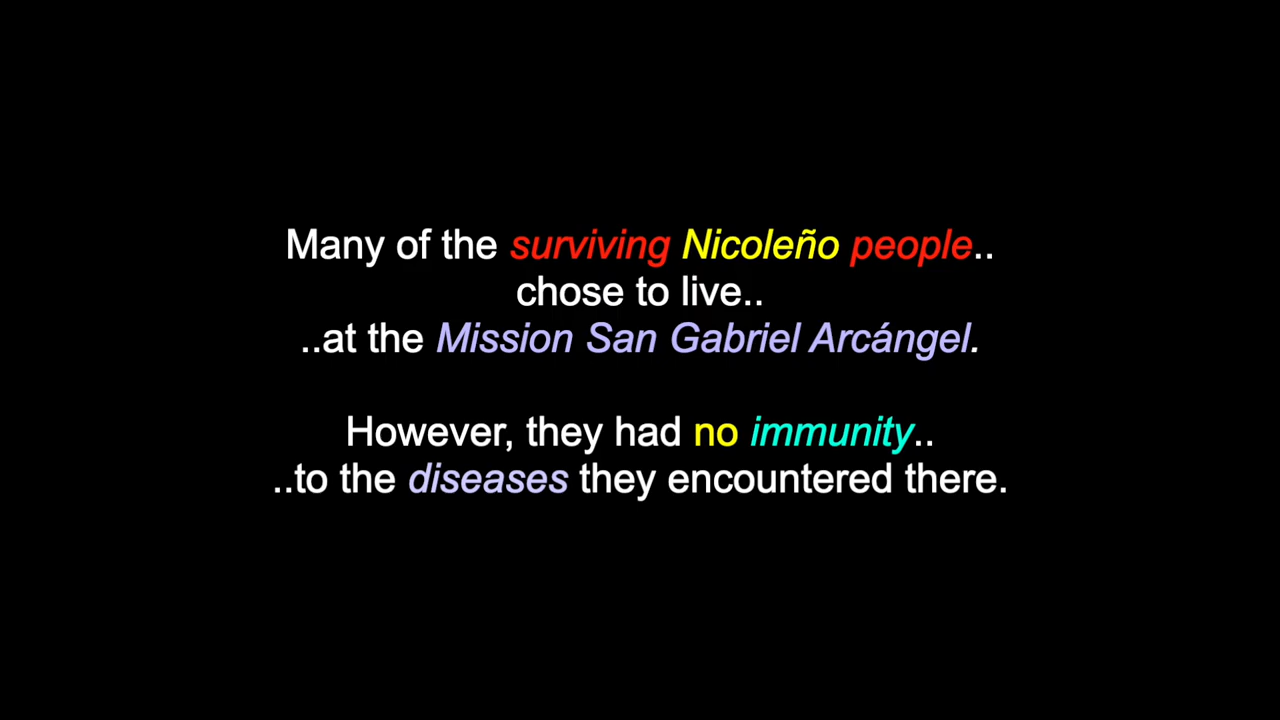 Many of the surviving Nicoleño people..
chose to live..
..at the Mission San Gabriel Arcángel.
However, they had no immunity..
..to the diseases they encountered there.